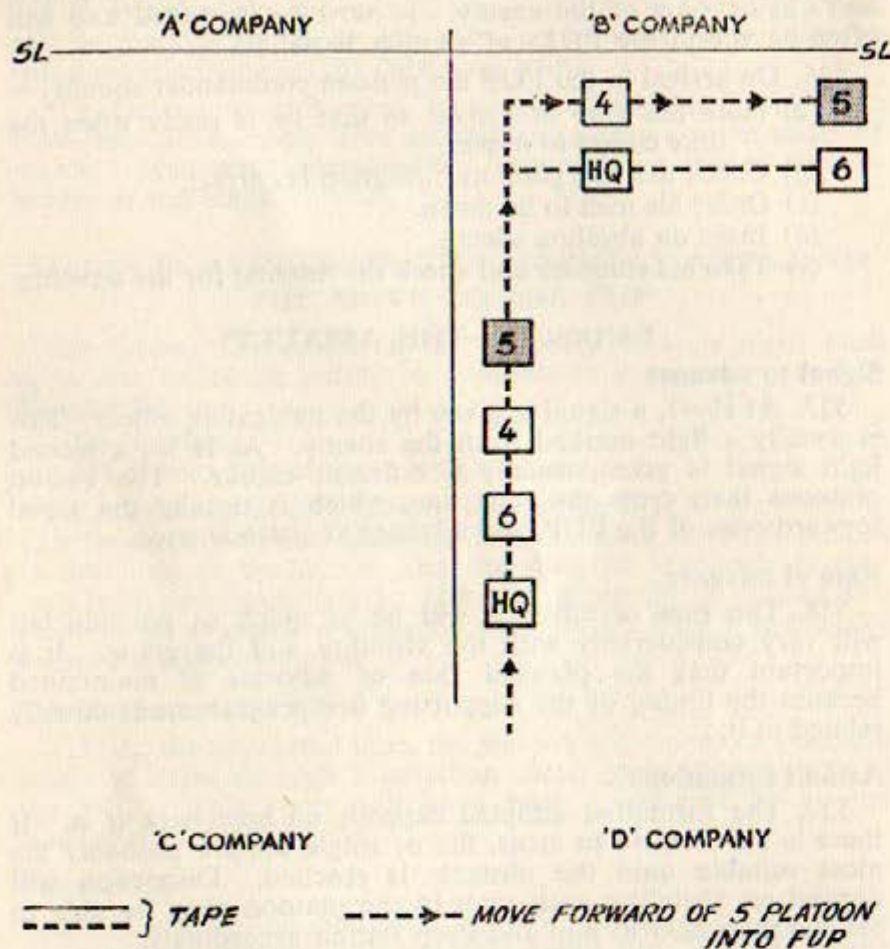 'A' COMPANY 'B' COMPANY
SL SL
4 5
HQ 6
5
4
6
HQ
'C' COMPANY 'D' COMPANY
TAPE MOVE FORWARD OF 5 PLATOON
INTO FUP